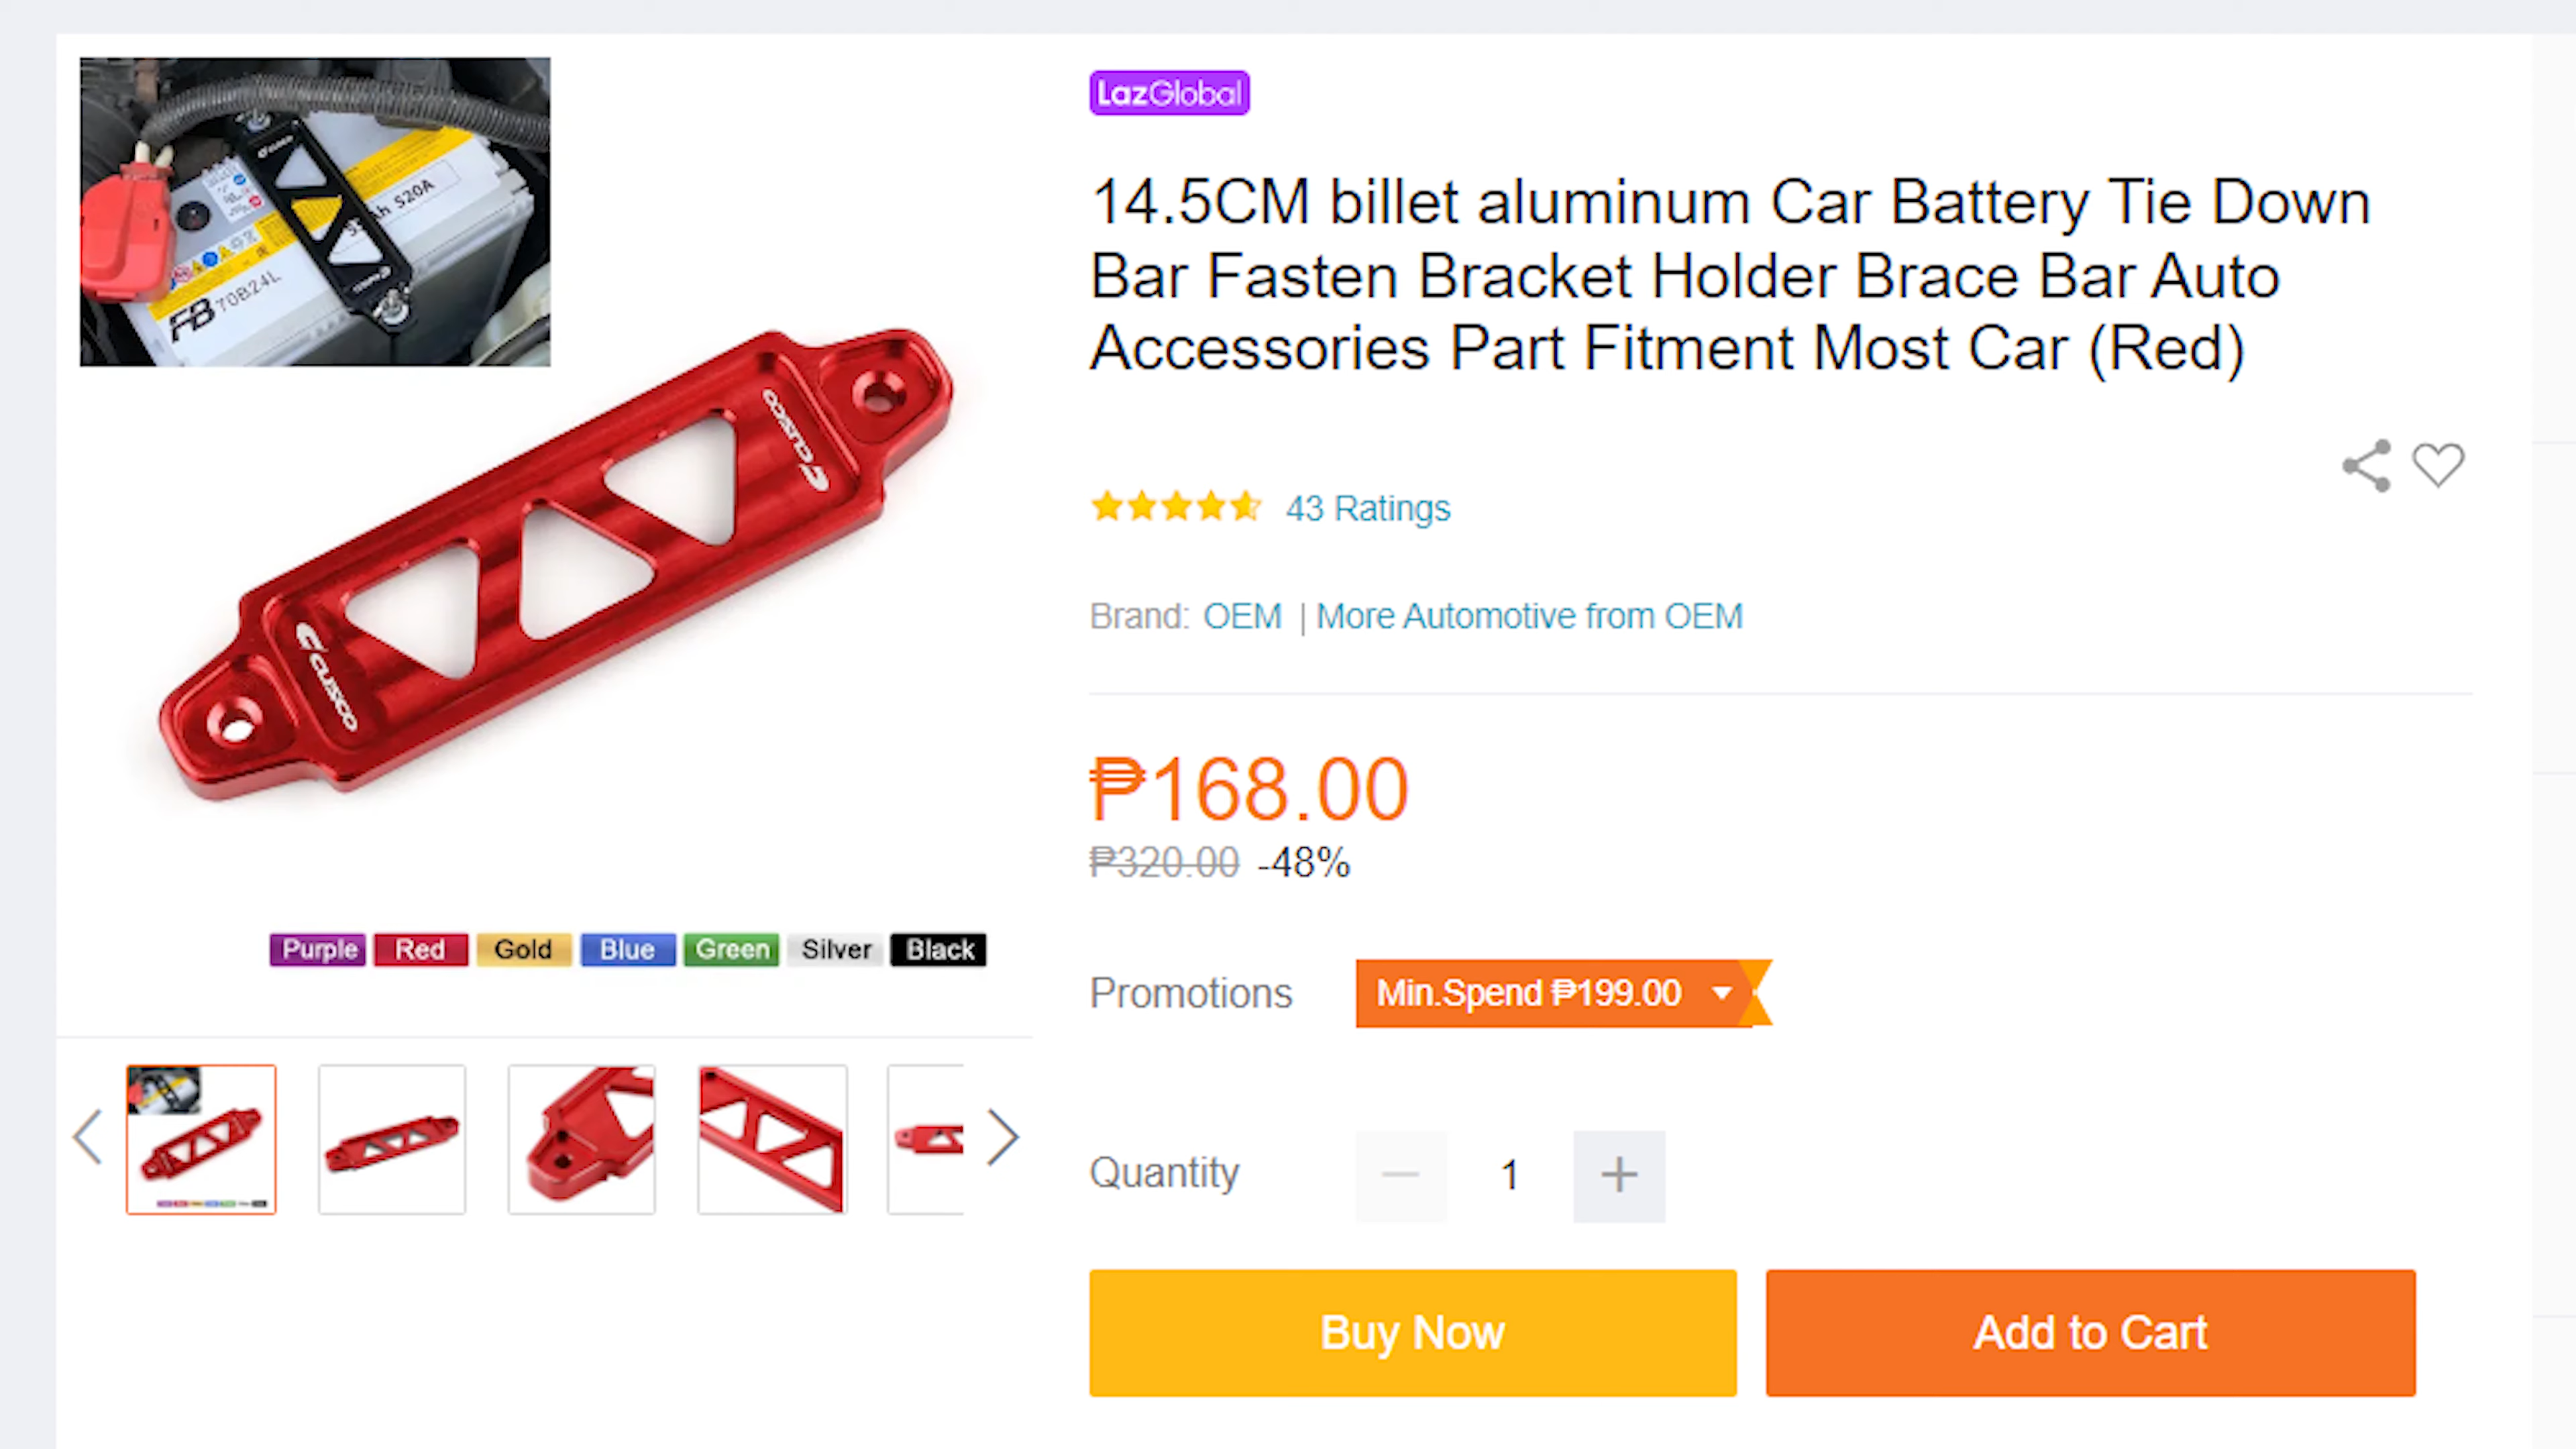 LazGlobal
14.5CM billet aluminum Car Battery Tie Down
Bar Fasten Bracket Holder Brace Bar Auto
Accessories Part Fitment Most Car (Red)
43 Ratings
Brand: OEM | More Automotive from OEM
₱168.00
₱320.00 -48%
Promotions Min.Spend ₱199.00
Quantity 1
Buy Now Add to Cart
FB 70B24L
520A
CUSCO
CUSCO
Purple Red Gold Blue Green Silver Black